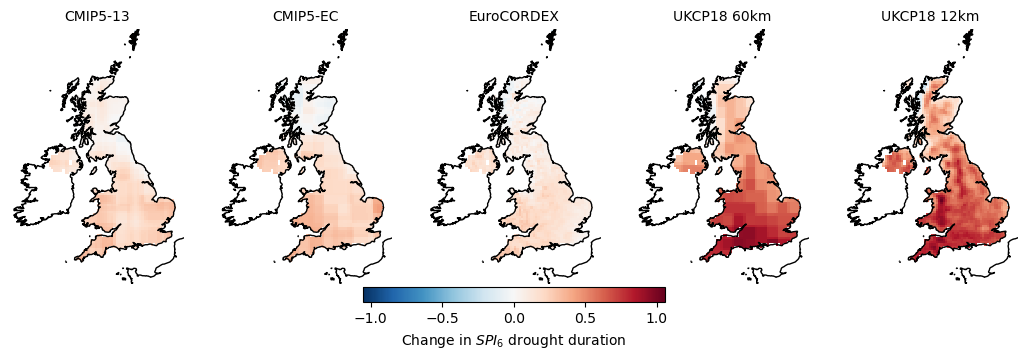 CMIP5-13 CMIP5-EC EuroCORDEX UKCP18 60km UKCP18 12km
−1.0 −0.5 0.0 0.5 1.0
Change in SPI₆ drought duration